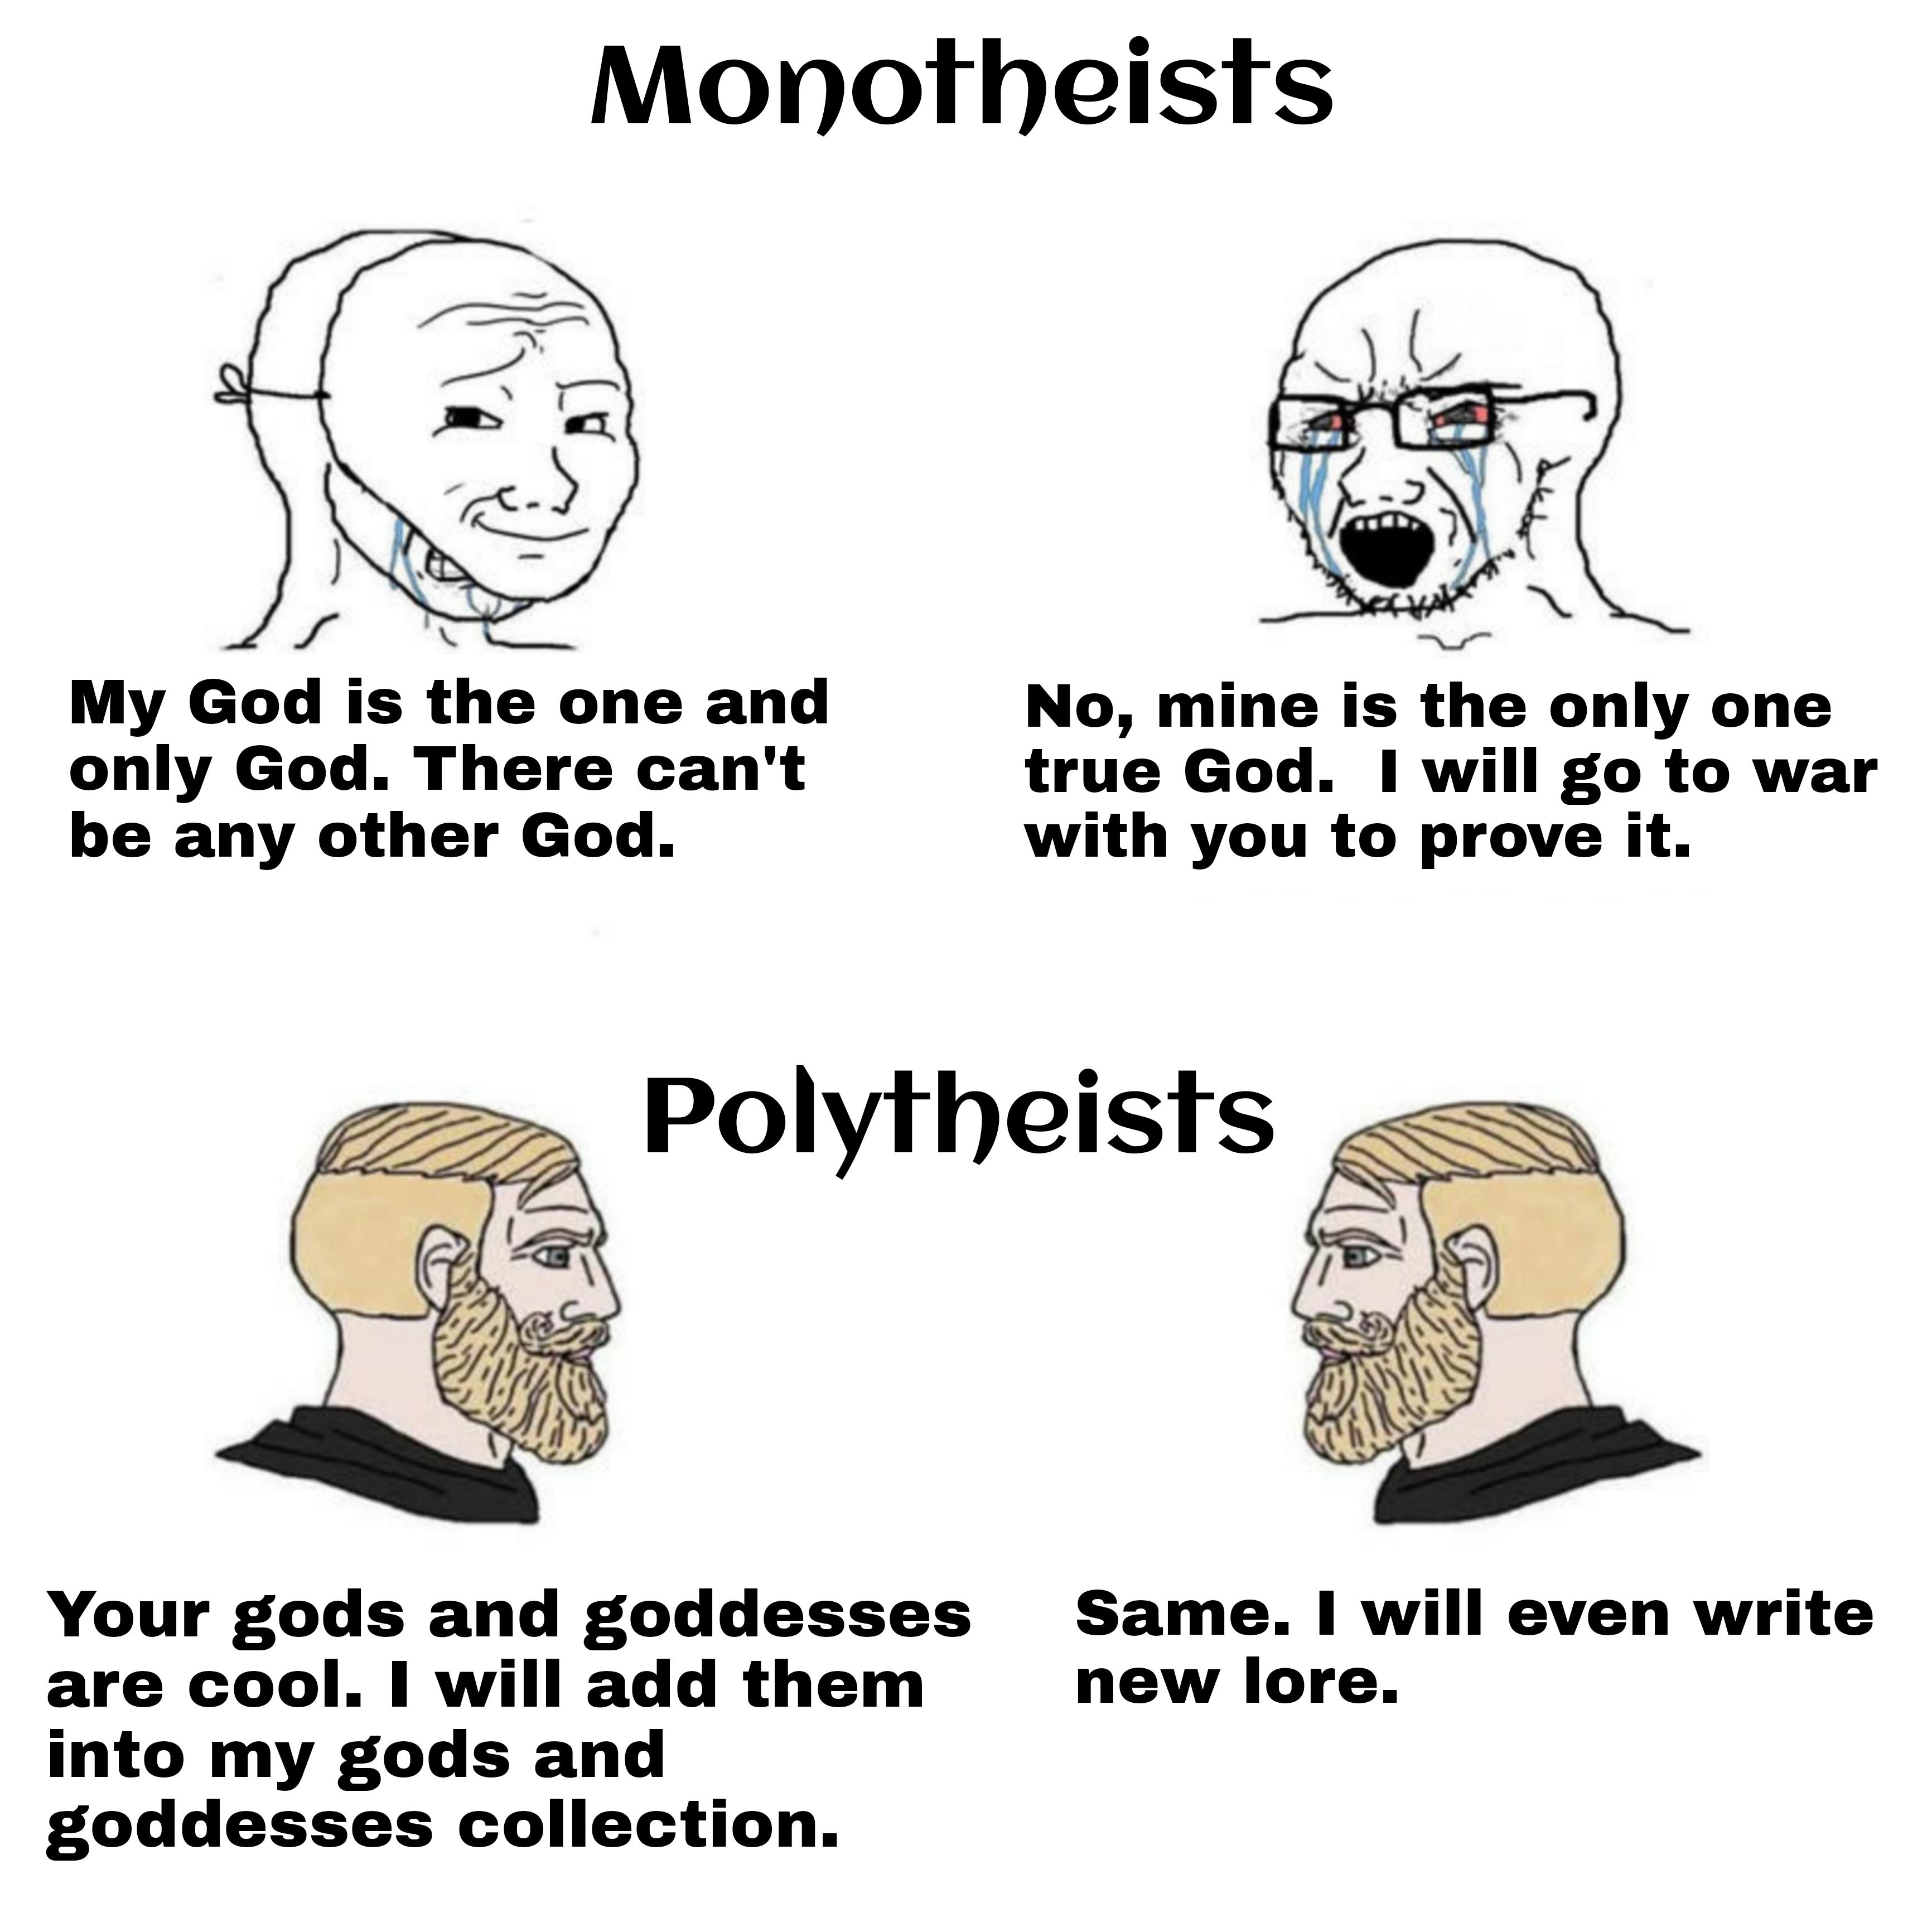 Monotheists
My God is the one and
only God. There can't
be any other God.
No, mine is the only one
true God.  I will go to war
with you to prove it.
Polytheists
Your gods and goddesses
are cool. I will add them
into my gods and
goddesses collection.
Same. I will even write
new lore.